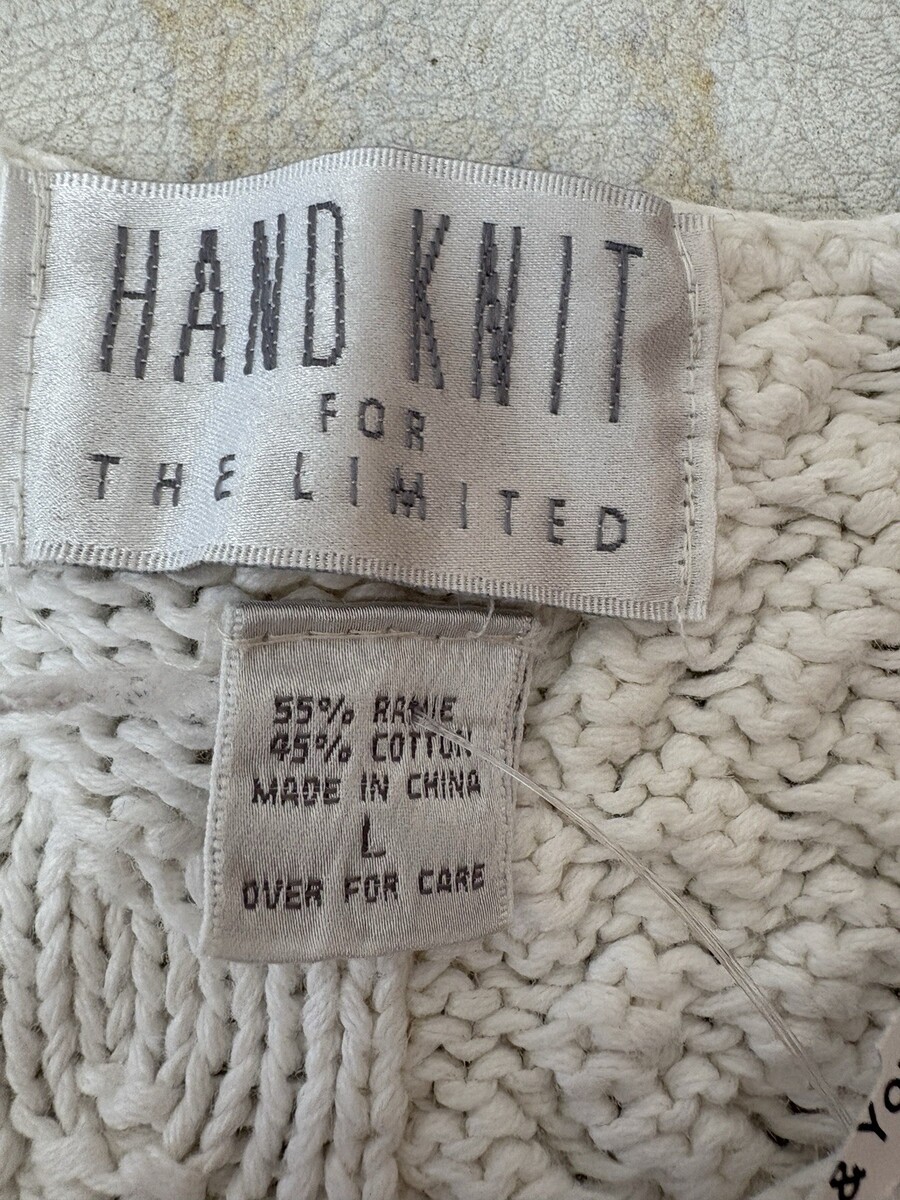 HAND KNIT
FOR
THE LIMITED
55% RAMIE
45% COTTON
MADE IN CHINA
L
OVER FOR CARE
&